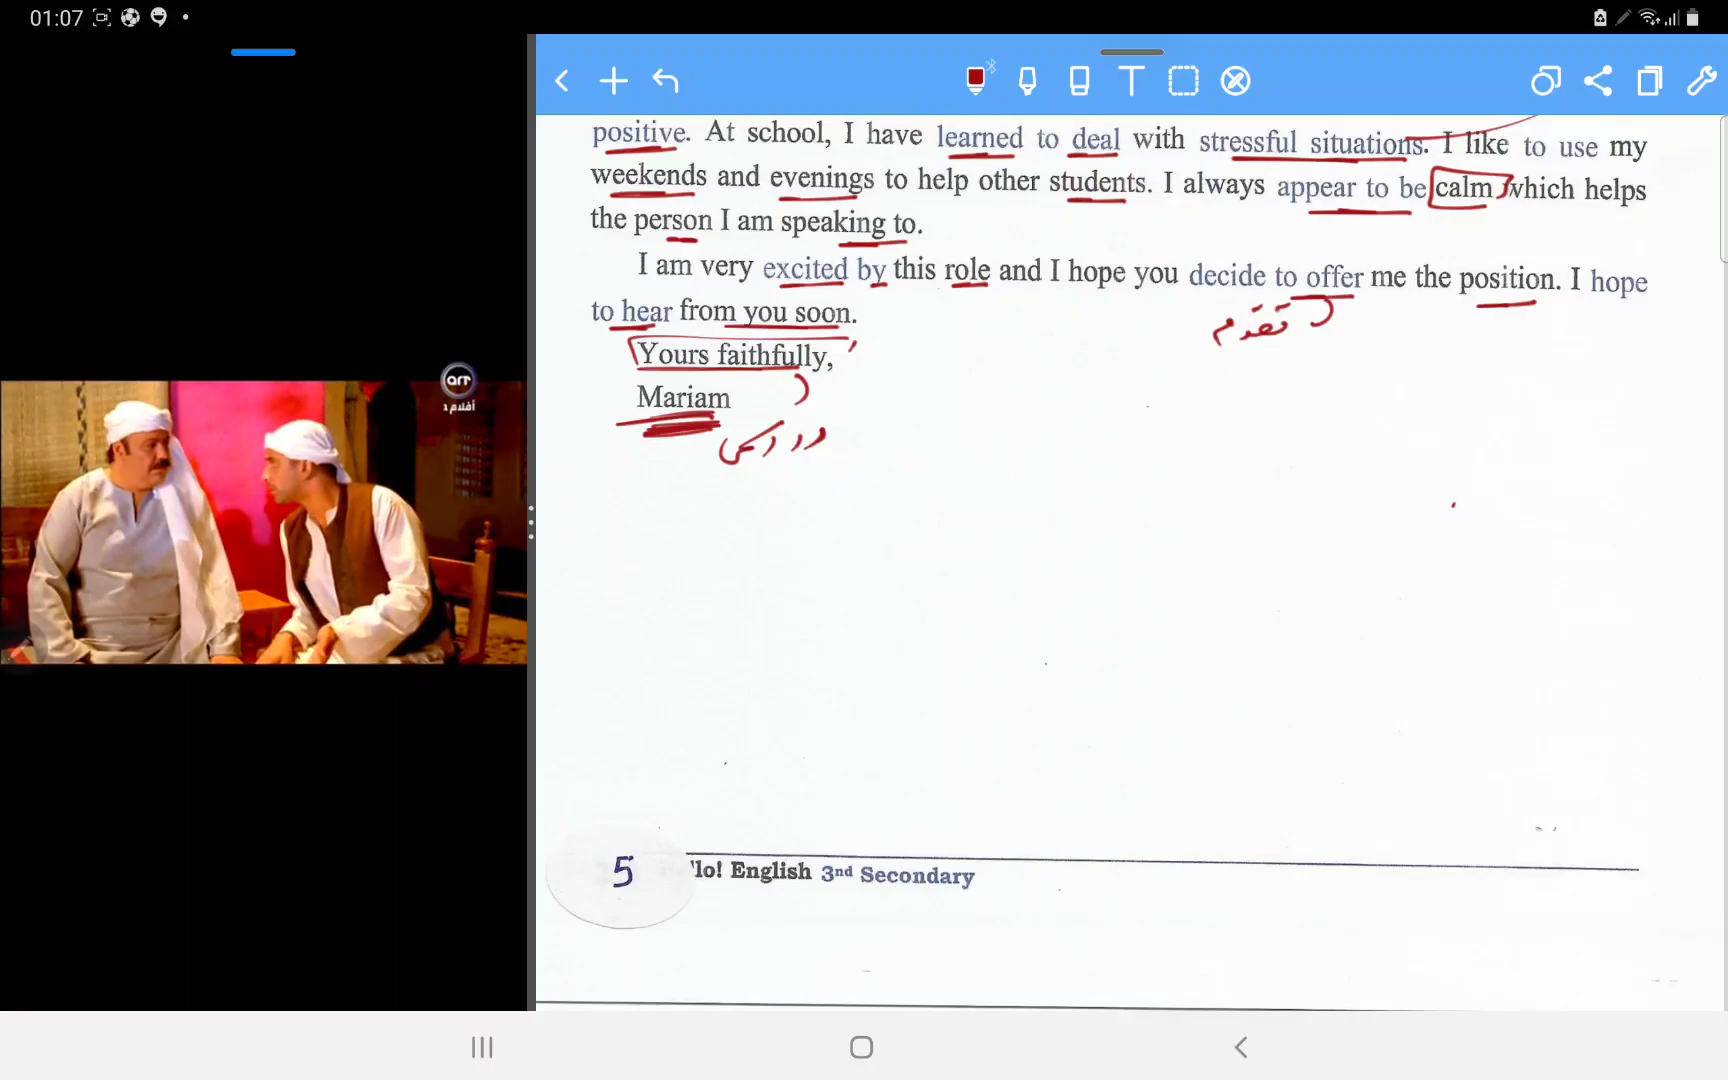 01:07
positive. At school, I have learned to deal with stressful situations. I like to use my
weekends and evenings to help other students. I always appear to be calm which helps
the person I am speaking to.
I am very excited by this role and I hope you decide to offer me the position. I hope
to hear from you soon.
تقدم
Yours faithfully,
Mariam
art
أفلام 1
5 lo! English 3nd Secondary